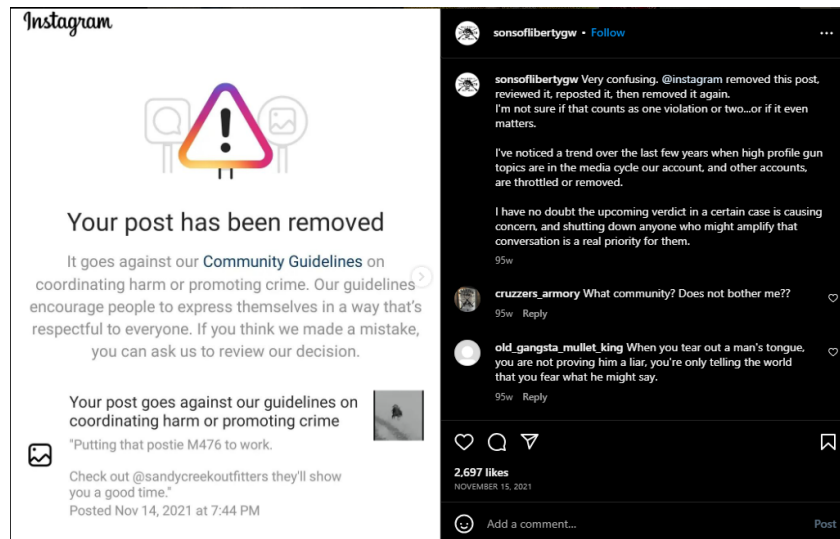 Instagram
Your post has been removed
It goes against our Community Guidelines on
coordinating harm or promoting crime. Our guidelines
encourage people to express themselves in a way that's
respectful to everyone. If you think we made a mistake,
you can ask us to review our decision.
Your post goes against our guidelines on
coordinating harm or promoting crime
"Putting that postie M476 to work.
Check out @sandycreekoutfitters they'll show
you a good time."
Posted Nov 14, 2021 at 7:44 PM
sonsoflibertygw • Follow
sonsoflibertygw Very confusing. @instagram removed this post,
reviewed it, reposted it, then removed it again.
I'm not sure if that counts as one violation or two...or if it even
matters.
I've noticed a trend over the last few years when high profile gun
topics are in the media cycle our account, and other accounts,
are throttled or removed.
I have no doubt the upcoming verdict in a certain case is causing
concern, and shutting down anyone who might amplify that
conversation is a real priority for them.
95w
cruzzers_armory What community? Does not bother me??
95w Reply
old_gangsta_mullet_king When you tear out a man's tongue,
you are not proving him a liar, you're only telling the world
that you fear what he might say.
95w Reply
2,697 likes
NOVEMBER 15, 2021
Add a comment...
Post